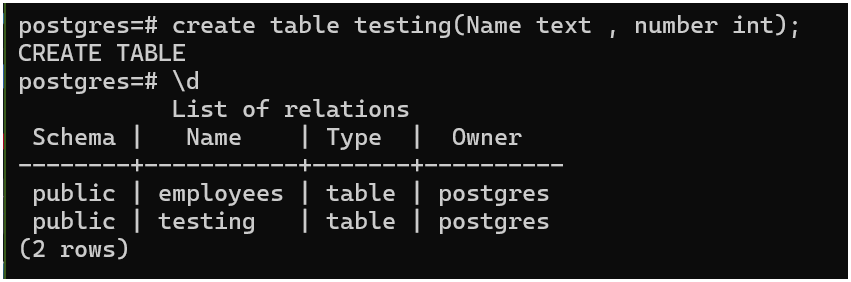 postgres=# create table testing(Name text , number int);
CREATE TABLE
postgres=# \d
           List of relations
 Schema |   Name    | Type  |  Owner
--------+-----------+-------+----------
 public | employees | table | postgres
 public | testing   | table | postgres
(2 rows)